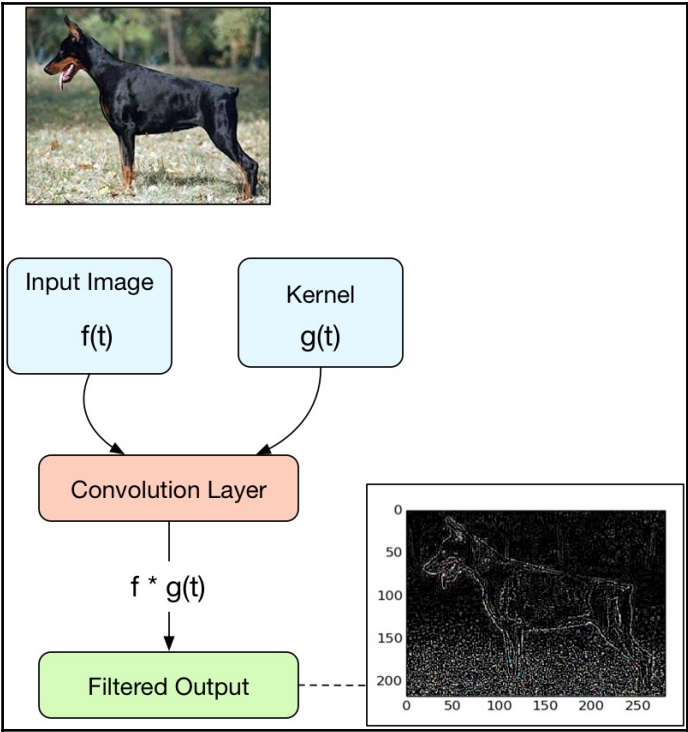 Input Image
f(t)
Kernel
g(t)
Convolution Layer
f * g(t)
Filtered Output
0
50
100
150
200
0 50 100 150 200 250